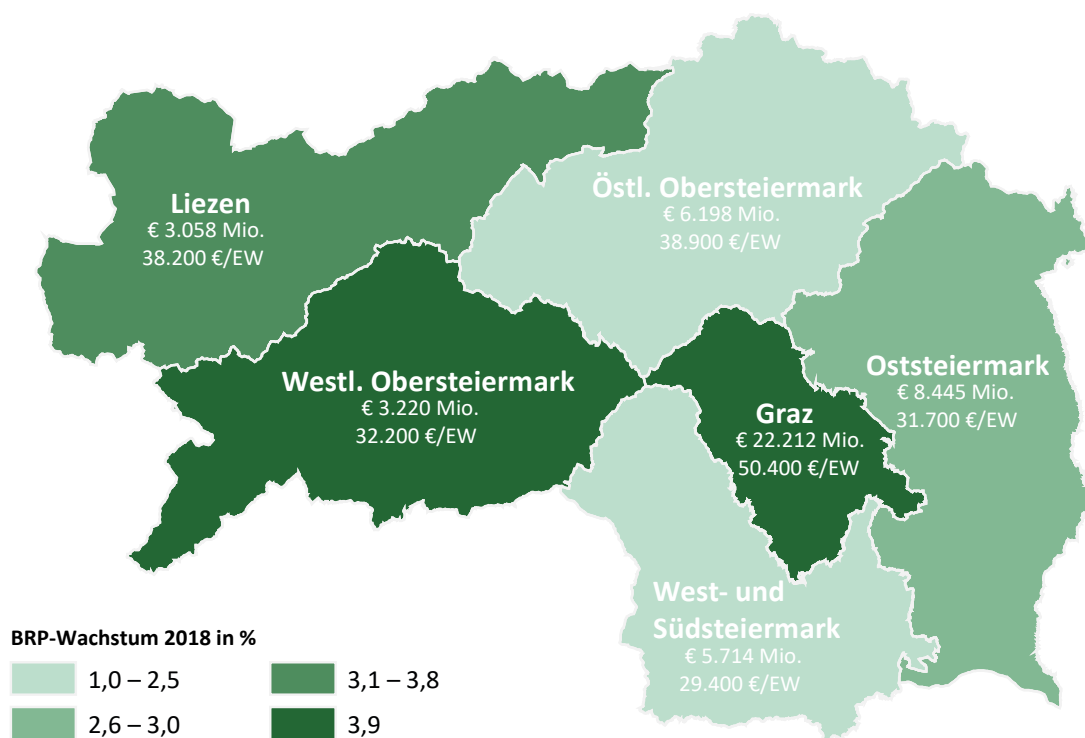 Östl. Obersteiermark
€ 6.198 Mio.
38.900 €/EW
Liezen
€ 3.058 Mio.
38.200 €/EW
Oststeiermark
€ 8.445 Mio.
31.700 €/EW
Westl. Obersteiermark
€ 3.220 Mio.
32.200 €/EW
Graz
€ 22.212 Mio.
50.400 €/EW
West- und
Südsteiermark
€ 5.714 Mio.
29.400 €/EW
BRP-Wachstum 2018 in %
1,0 – 2,5
3,1 – 3,8
2,6 – 3,0
3,9